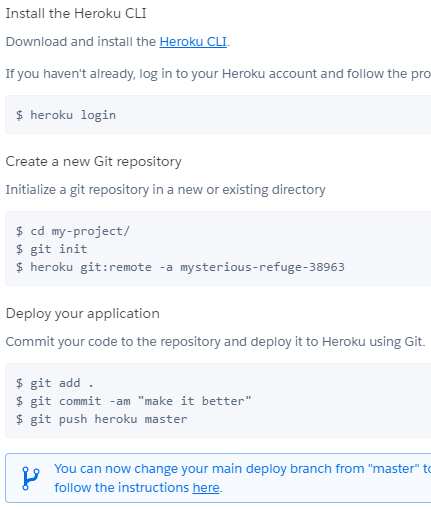 Install the Heroku CLI
Download and install the Heroku CLI.
If you haven't already, log in to your Heroku account and follow the
$ heroku login
Create a new Git repository
Initialize a git repository in a new or existing directory
$ cd my-project/
$ git init
$ heroku git:remote -a mysterious-refuge-38963
Deploy your application
Commit your code to the repository and deploy it to Heroku using Git.
$ git add .
$ git commit -am "make it better"
$ git push heroku master
You can now change your main deploy branch from "master"
follow the instructions here.